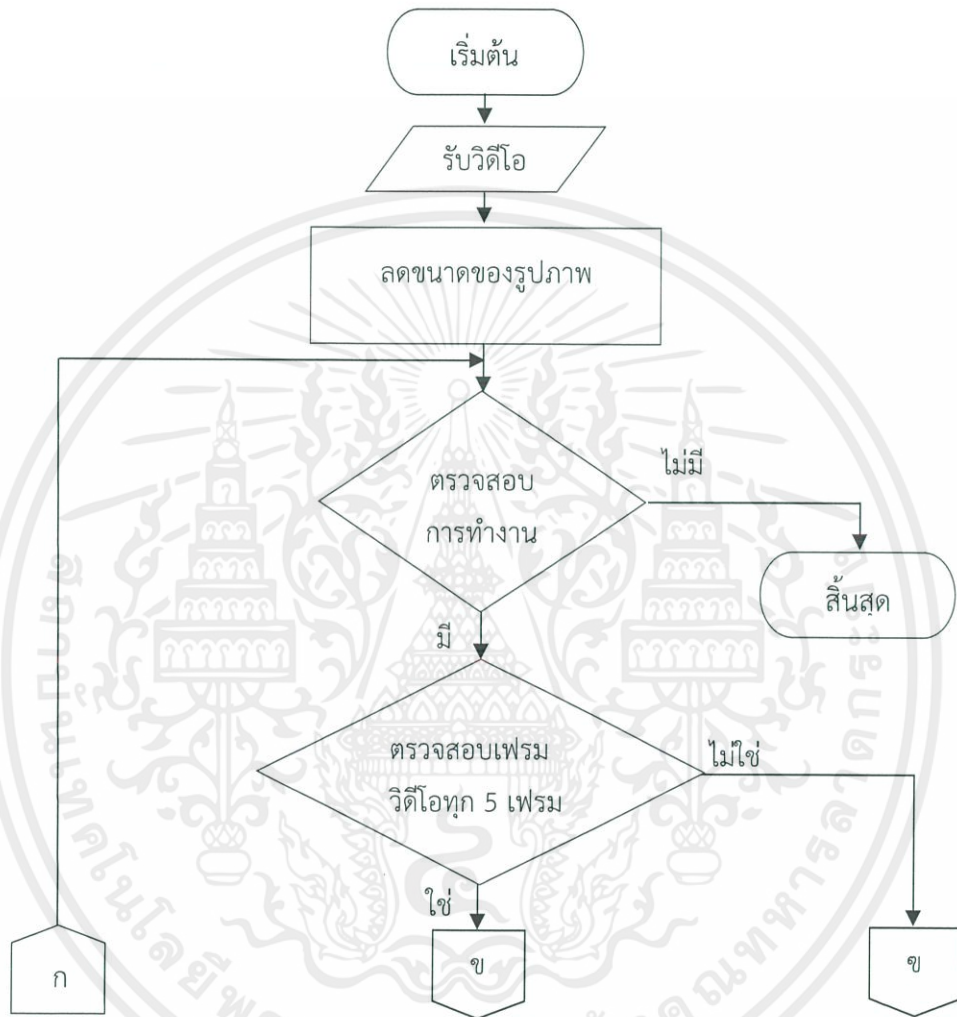 เริ่มต้น
รับวิดีโอ
ลดขนาดของรูปภาพ
ตรวจสอบ
การทำงาน
ไม่มี
สิ้นสุด
มี
ตรวจสอบเฟรม
วิดีโอทุก 5 เฟรม
ไม่ใช่
ใช่
ก
ข
ฃ